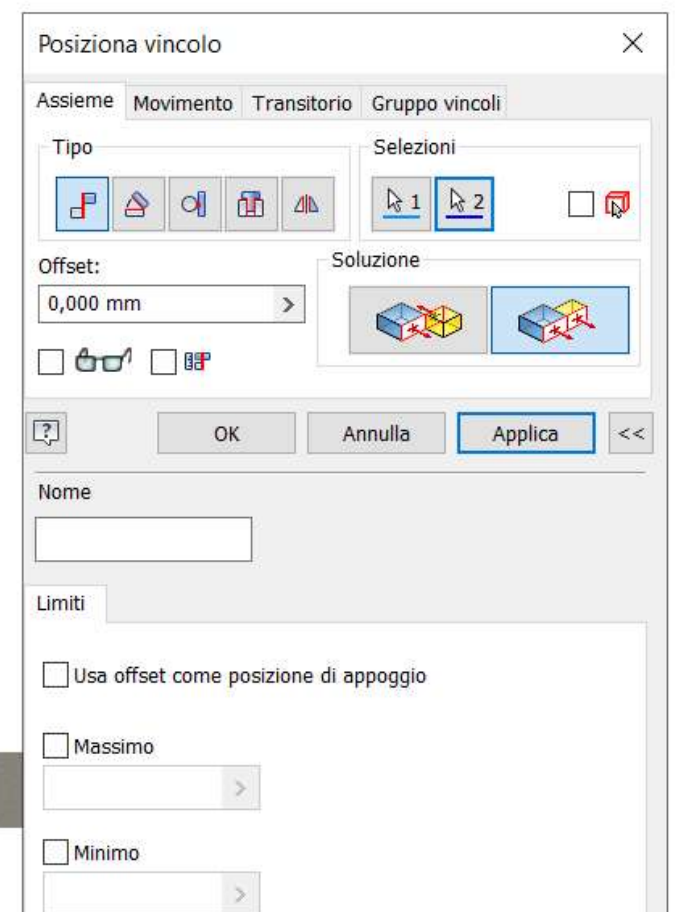 Posiziona vincolo
Assieme Movimento Transitorio Gruppo vincoli
Tipo
Selezioni
1 2
Offset:
0,000 mm
Soluzione
OK Annulla Applica <<
Nome
Limiti
Usa offset come posizione di appoggio
Massimo
Minimo